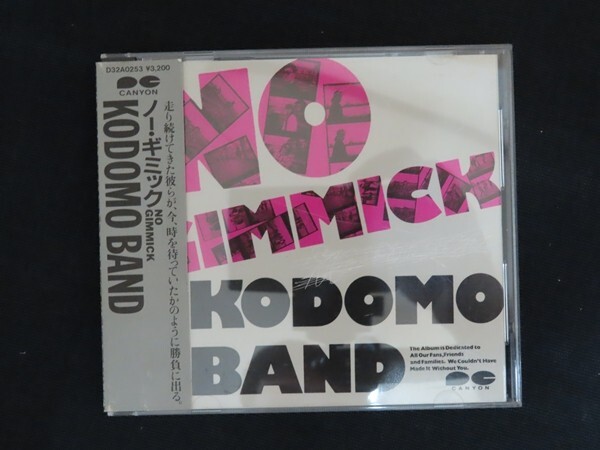 D32A0253 ¥3,200
CANYON
ノー・ギミック NO GIMMICK
KODOMO BAND
走り続けてきた彼らが、今、時を待っていたかのように勝負に出る。
NO
GIMMICK
KODOMO
BAND
The Album is Dedicated to
All Our Fans, Friends
and Families. We Couldn't Have
Made It Without You.
CANYON